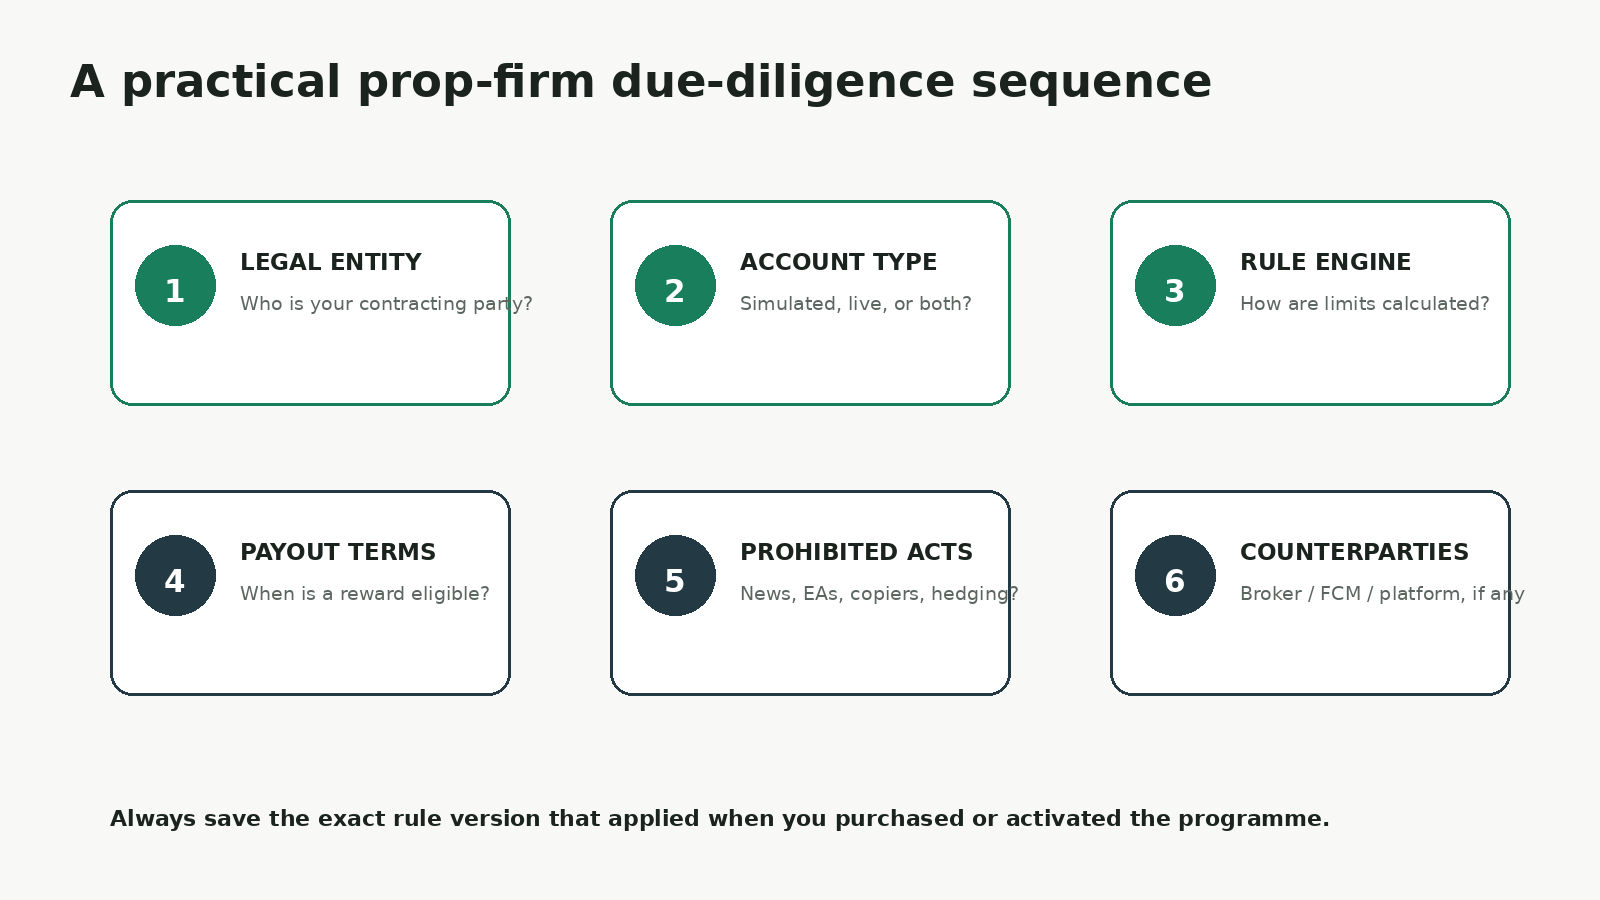 A practical prop-firm due-diligence sequence
1
LEGAL ENTITY
Who is your contracting party?
2
ACCOUNT TYPE
Simulated, live, or both?
3
RULE ENGINE
How are limits calculated?
4
PAYOUT TERMS
When is a reward eligible?
5
PROHIBITED ACTS
News, EAs, copiers, hedging?
6
COUNTERPARTIES
Broker / FCM / platform, if any
Always save the exact rule version that applied when you purchased or activated the programme.